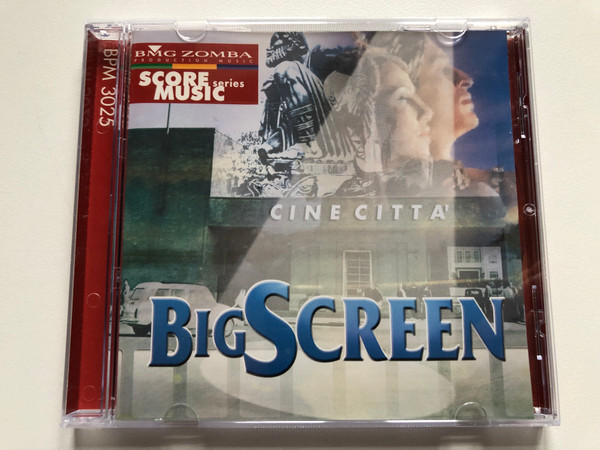 BMG ZOMBA
PRODUCTION MUSIC
SCORE
MUSIC series
BPM 3025
CINE CITTA'
BIGSCREEN